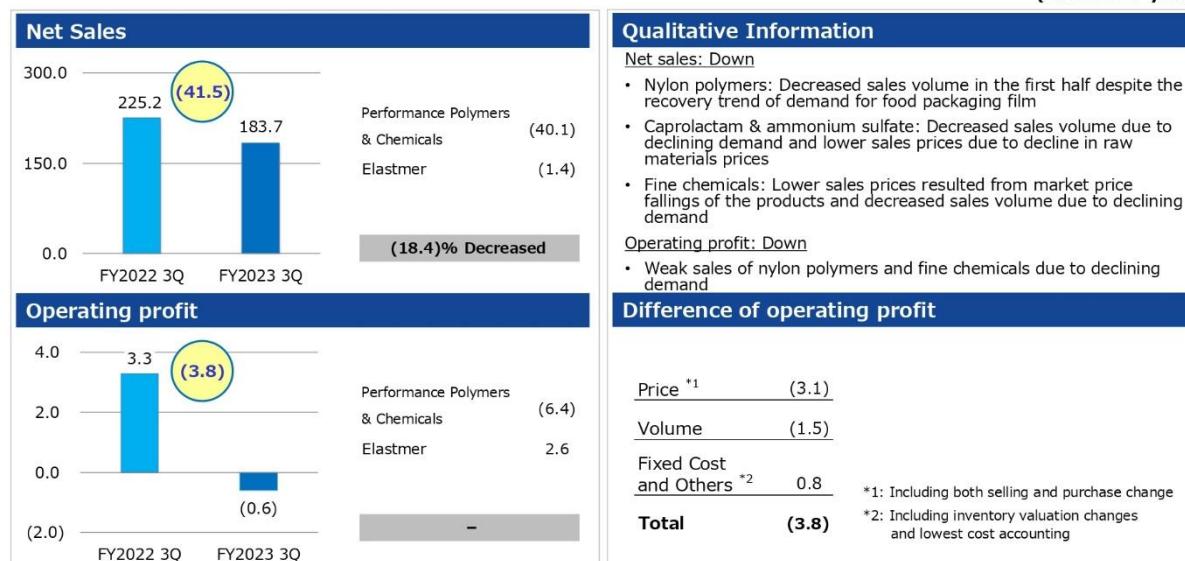 Net Sales
300.0
(41.5)
225.2
183.7
150.0
0.0
FY2022 3Q FY2023 3Q
Performance Polymers
& Chemicals (40.1)
Elastmer (1.4)
(18.4)% Decreased
Qualitative Information
Net sales: Down
• Nylon polymers: Decreased sales volume in the first half despite the
recovery trend of demand for food packaging film
• Caprolactam & ammonium sulfate: Decreased sales volume due to
declining demand and lower sales prices due to decline in raw
materials prices
• Fine chemicals: Lower sales prices resulted from market price
fallings of the products and decreased sales volume due to declining
demand
Operating profit: Down
• Weak sales of nylon polymers and fine chemicals due to declining
demand
Operating profit
4.0
3.3
(3.8)
2.0
0.0
(0.6)
(2.0)
FY2022 3Q FY2023 3Q
Performance Polymers
& Chemicals (6.4)
Elastmer 2.6
–
Difference of operating profit
Price *1 (3.1)
Volume (1.5)
Fixed Cost
and Others *2 0.8
Total (3.8)
*1: Including both selling and purchase change
*2: Including inventory valuation changes
and lowest cost accounting